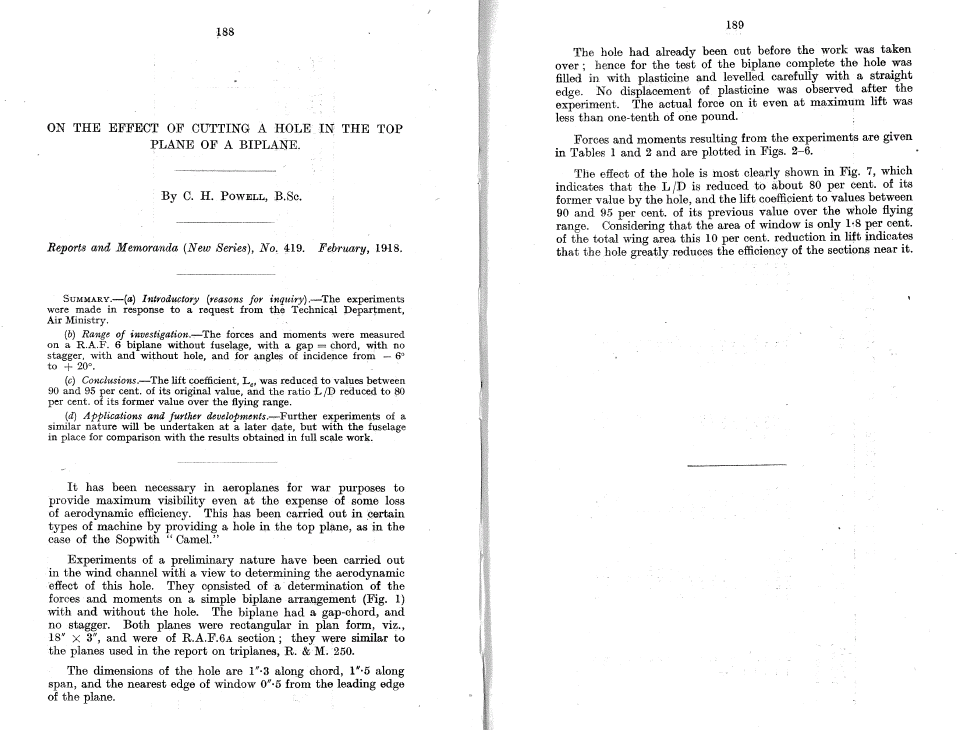 188
ON THE EFFECT OF CUTTING A HOLE IN THE TOP
PLANE OF A BIPLANE.
By C. H. POWELL, B.Sc.
Reports and Memoranda (New Series), No. 419. February, 1918.
SUMMARY.—(a) Introductory (reasons for inquiry).—The experiments
were made in response to a request from the Technical Department,
Air Ministry.
(b) Range of investigation.—The forces and moments were measured
on a R.A.F. 6 biplane without fuselage, with a gap = chord, with no
stagger, with and without hole, and for angles of incidence from — 6°
to + 20°.
(c) Conclusions.—The lift coefficient, Lc, was reduced to values between
90 and 95 per cent. of its original value, and the ratio L/D reduced to 80
per cent. of its former value over the flying range.
(d) Applications and further developments.—Further experiments of a
similar nature will be undertaken at a later date, but with the fuselage
in place for comparison with the results obtained in full scale work.
It has been necessary in aeroplanes for war purposes to
provide maximum visibility even at the expense of some loss
of aerodynamic efficiency. This has been carried out in certain
types of machine by providing a hole in the top plane, as in the
case of the Sopwith "Camel."
Experiments of a preliminary nature have been carried out
in the wind channel with a view to determining the aerodynamic
effect of this hole. They consisted of a determination of the
forces and moments on a simple biplane arrangement (Fig. 1)
with and without the hole. The biplane had a gap-chord, and
no stagger. Both planes were rectangular in plan form, viz.,
18″ × 3″, and were of R.A.F.6A section; they were similar to
the planes used in the report on triplanes, R. & M. 250.
The dimensions of the hole are 1″·3 along chord, 1″·5 along
span, and the nearest edge of window 0″·5 from the leading edge
of the plane.
189
The hole had already been cut before the work was taken
over; hence for the test of the biplane complete the hole was
filled in with plasticine and levelled carefully with a straight
edge. No displacement of plasticine was observed after the
experiment. The actual force on it even at maximum lift was
less than one-tenth of one pound.
Forces and moments resulting from the experiments are given
in Tables 1 and 2 and are plotted in Figs. 2–6.
The effect of the hole is most clearly shown in Fig. 7, which
indicates that the L/D is reduced to about 80 per cent. of its
former value by the hole, and the lift coefficient to values between
90 and 95 per cent. of its previous value over the whole flying
range. Considering that the area of window is only 1·8 per cent.
of the total wing area this 10 per cent. reduction in lift indicates
that the hole greatly reduces the efficiency of the sections near it.